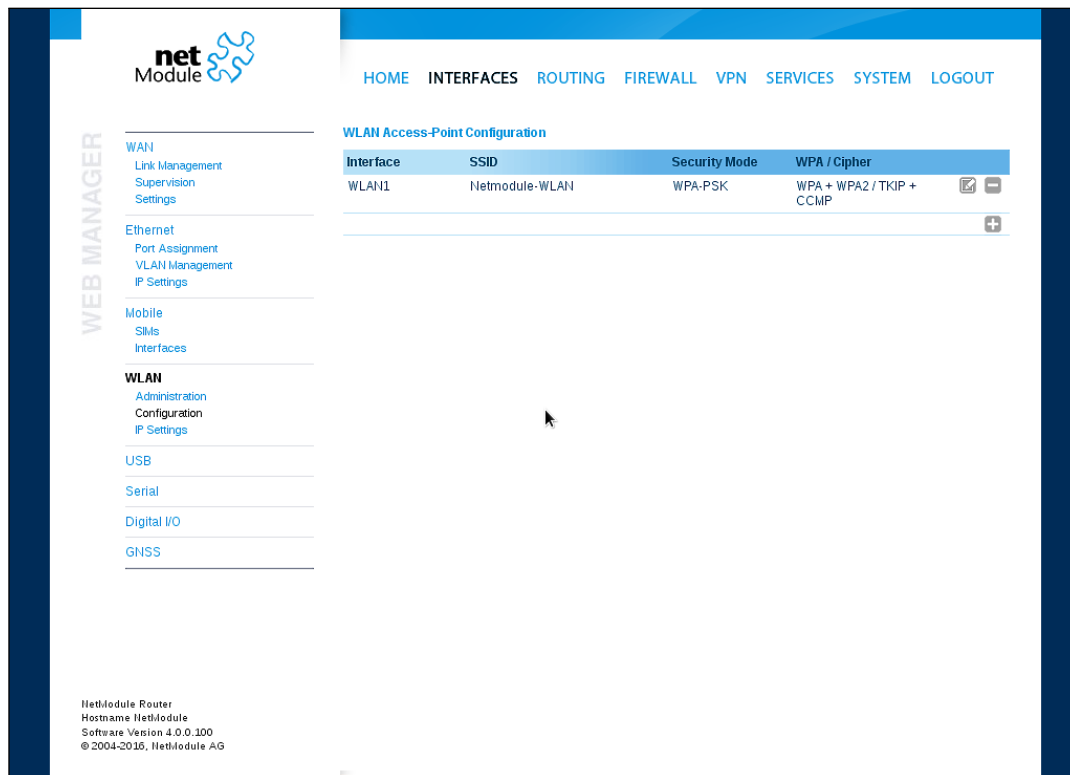 net
Module
HOME INTERFACES ROUTING FIREWALL VPN SERVICES SYSTEM LOGOUT
WEB MANAGER
WAN
Link Management
Supervision
Settings
Ethernet
Port Assignment
VLAN Management
IP Settings
Mobile
SIMs
Interfaces
WLAN
Administration
Configuration
IP Settings
USB
Serial
Digital I/O
GNSS
WLAN Access-Point Configuration
Interface SSID Security Mode WPA / Cipher
WLAN1 Netmodule-WLAN WPA-PSK WPA + WPA2 / TKIP +
CCMP
NetModule Router
Hostname NetModule
Software Version 4.0.0.100
© 2004-2016, NetModule AG